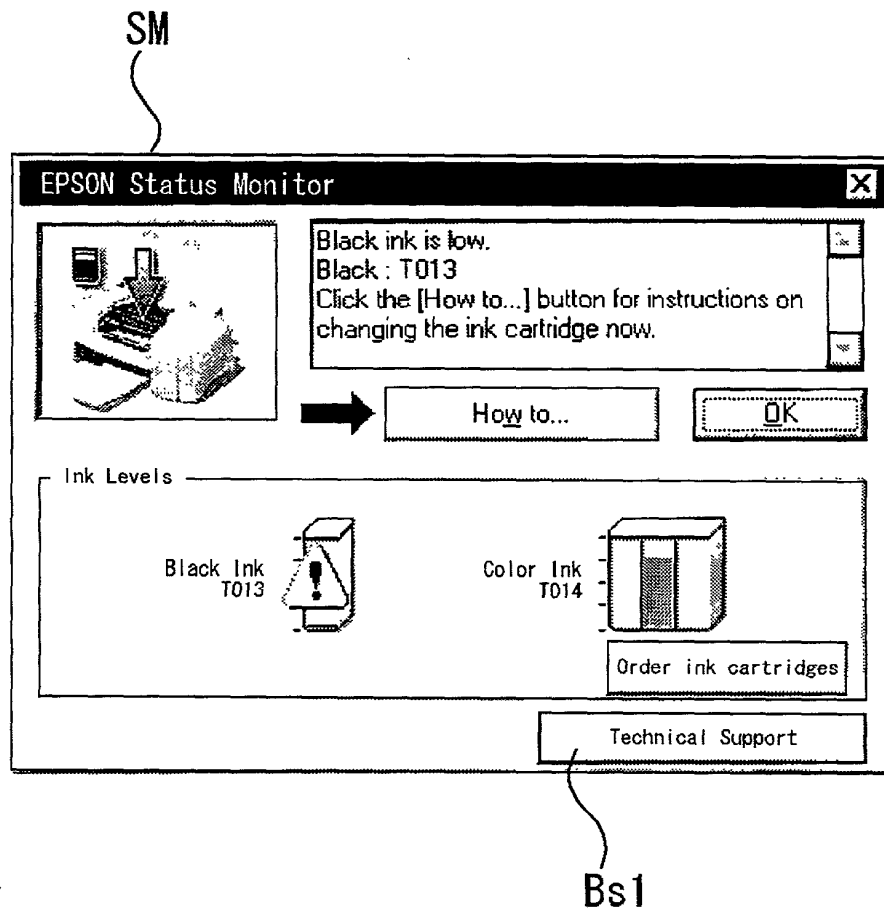 SM
EPSON Status Monitor
Black ink is low.
Black : T013
Click the [How to...] button for instructions on
changing the ink cartridge now.
How to...
OK
Ink Levels
Black Ink
T013
Color Ink
T014
Order ink cartridges
Technical Support
Bs1